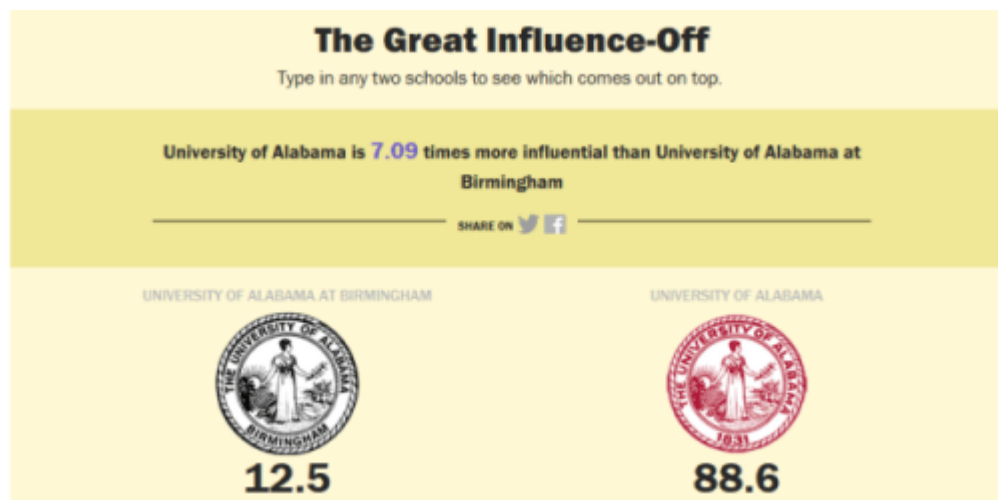 The Great Influence-Off
Type in any two schools to see which comes out on top.
University of Alabama is 7.09 times more influential than University of Alabama at
Birmingham
SHARE ON
UNIVERSITY OF ALABAMA AT BIRMINGHAM
THE UNIVERSITY OF ALABAMA
BIRMINGHAM
12.5
UNIVERSITY OF ALABAMA
THE UNIVERSITY OF ALABAMA
1831
88.6